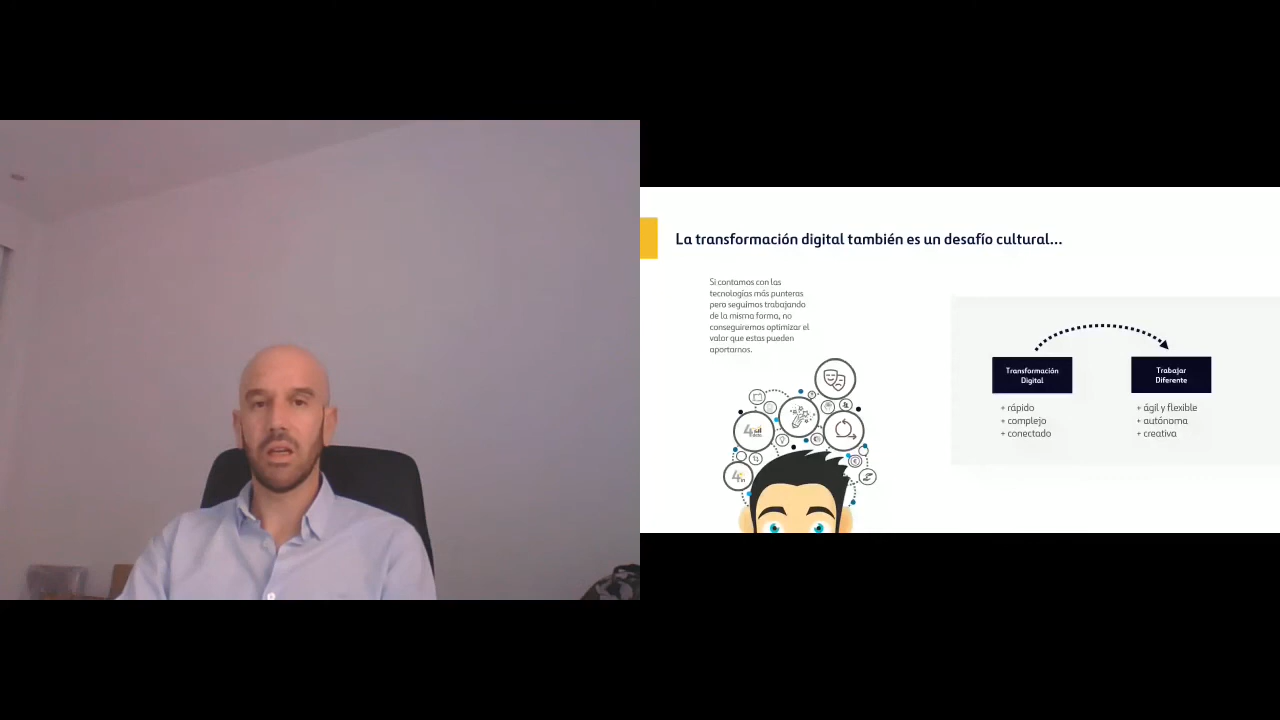 La transformación digital también es un desafío cultural...
Si contamos con las
tecnologías más punteras
pero seguimos trabajando
de la misma forma, no
conseguiremos optimizar el
valor que estas pueden
aportarnos.
Transformación
Digital
+ rápido
+ complejo
+ conectado
Trabajar
Diferente
+ ágil y flexible
+ autónoma
+ creativa